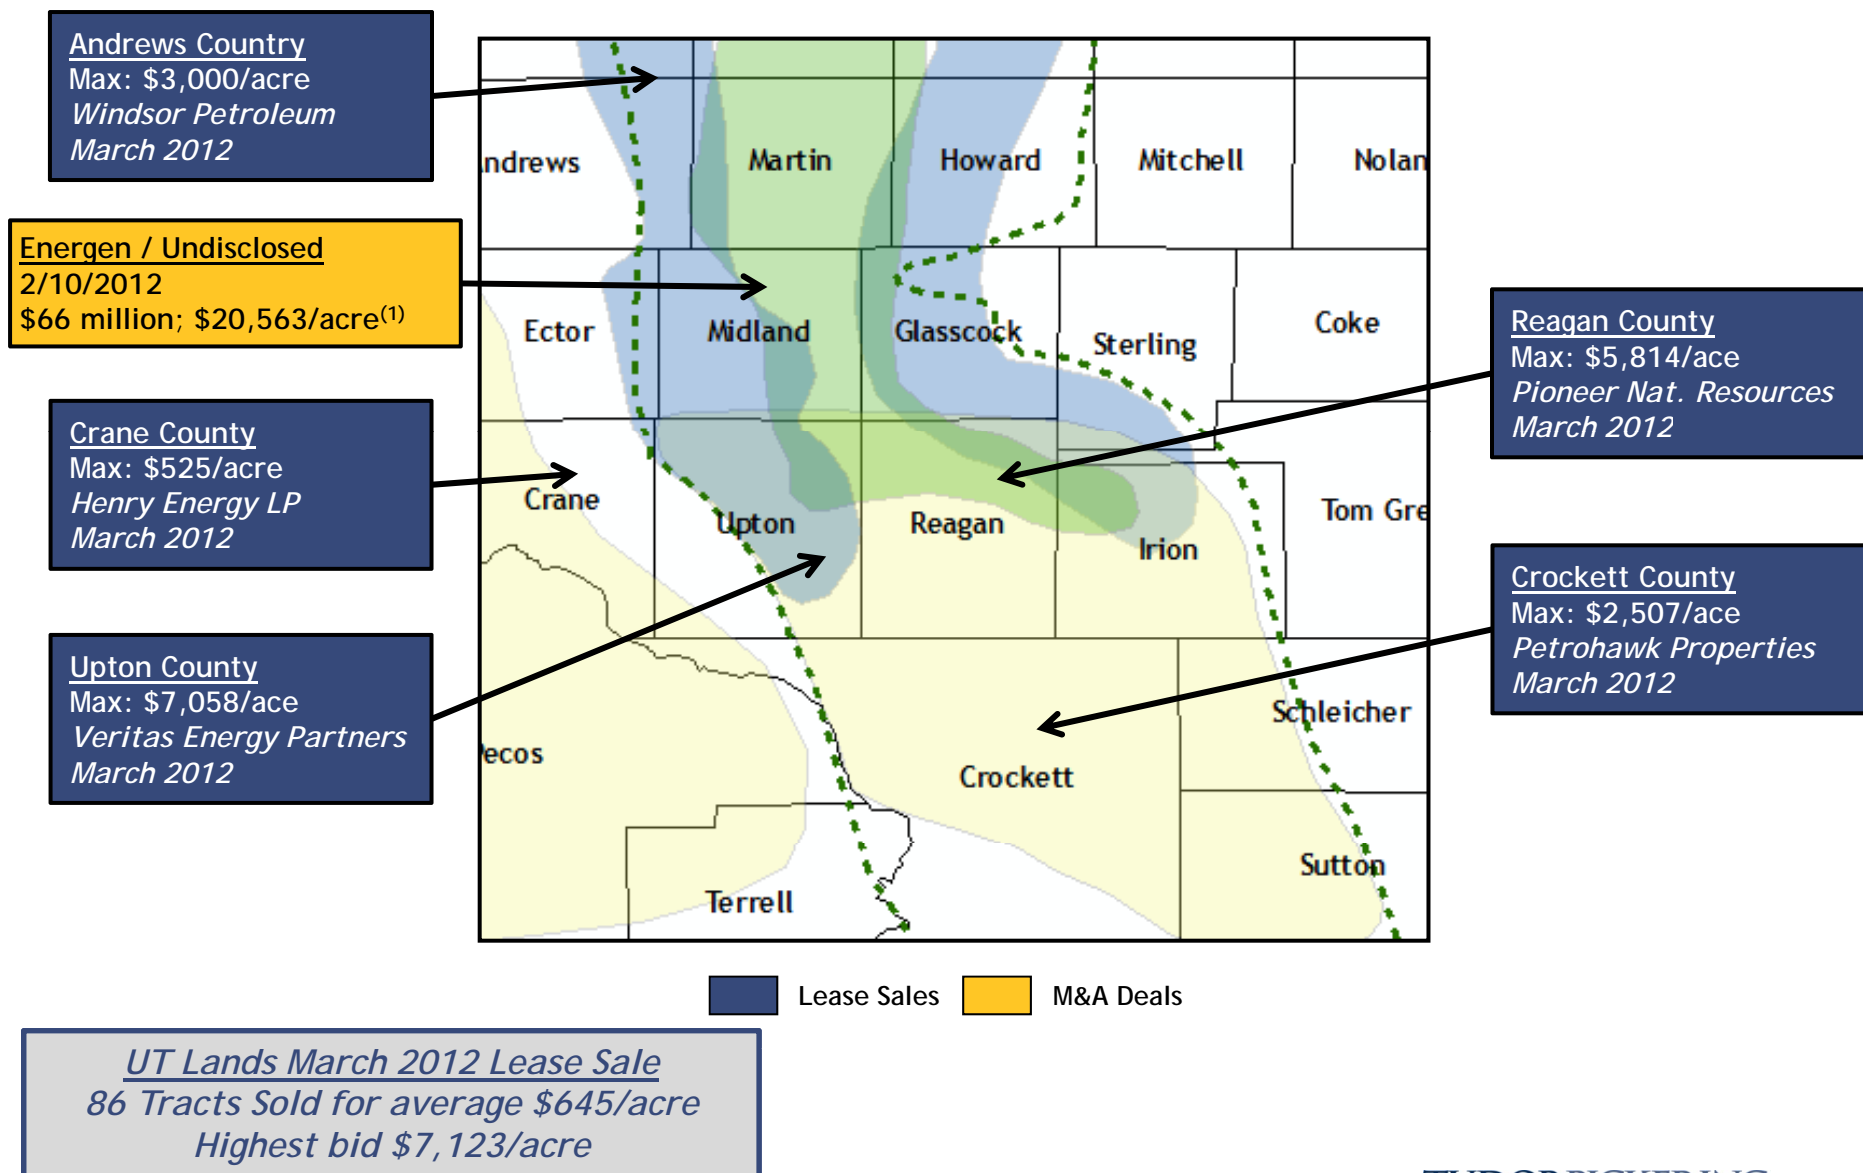 Andrews Country
Max: $3,000/acre
Windsor Petroleum
March 2012
Energen / Undisclosed
2/10/2012
$66 million; $20,563/acre(1)
Crane County
Max: $525/acre
Henry Energy LP
March 2012
Upton County
Max: $7,058/ace
Veritas Energy Partners
March 2012
ndrews
Martin
Howard
Mitchell
Nolan
Ector
Midland
Glasscock
Sterling
Coke
Crane
Upton
Reagan
Irion
Tom Gre
ecos
Crockett
Schleicher
Terrell
Sutton
Reagan County
Max: $5,814/ace
Pioneer Nat. Resources
March 2012
Crockett County
Max: $2,507/ace
Petrohawk Properties
March 2012
Lease Sales
M&A Deals
UT Lands March 2012 Lease Sale
86 Tracts Sold for average $645/acre
Highest bid $7,123/acre
TUDOR PICKERING